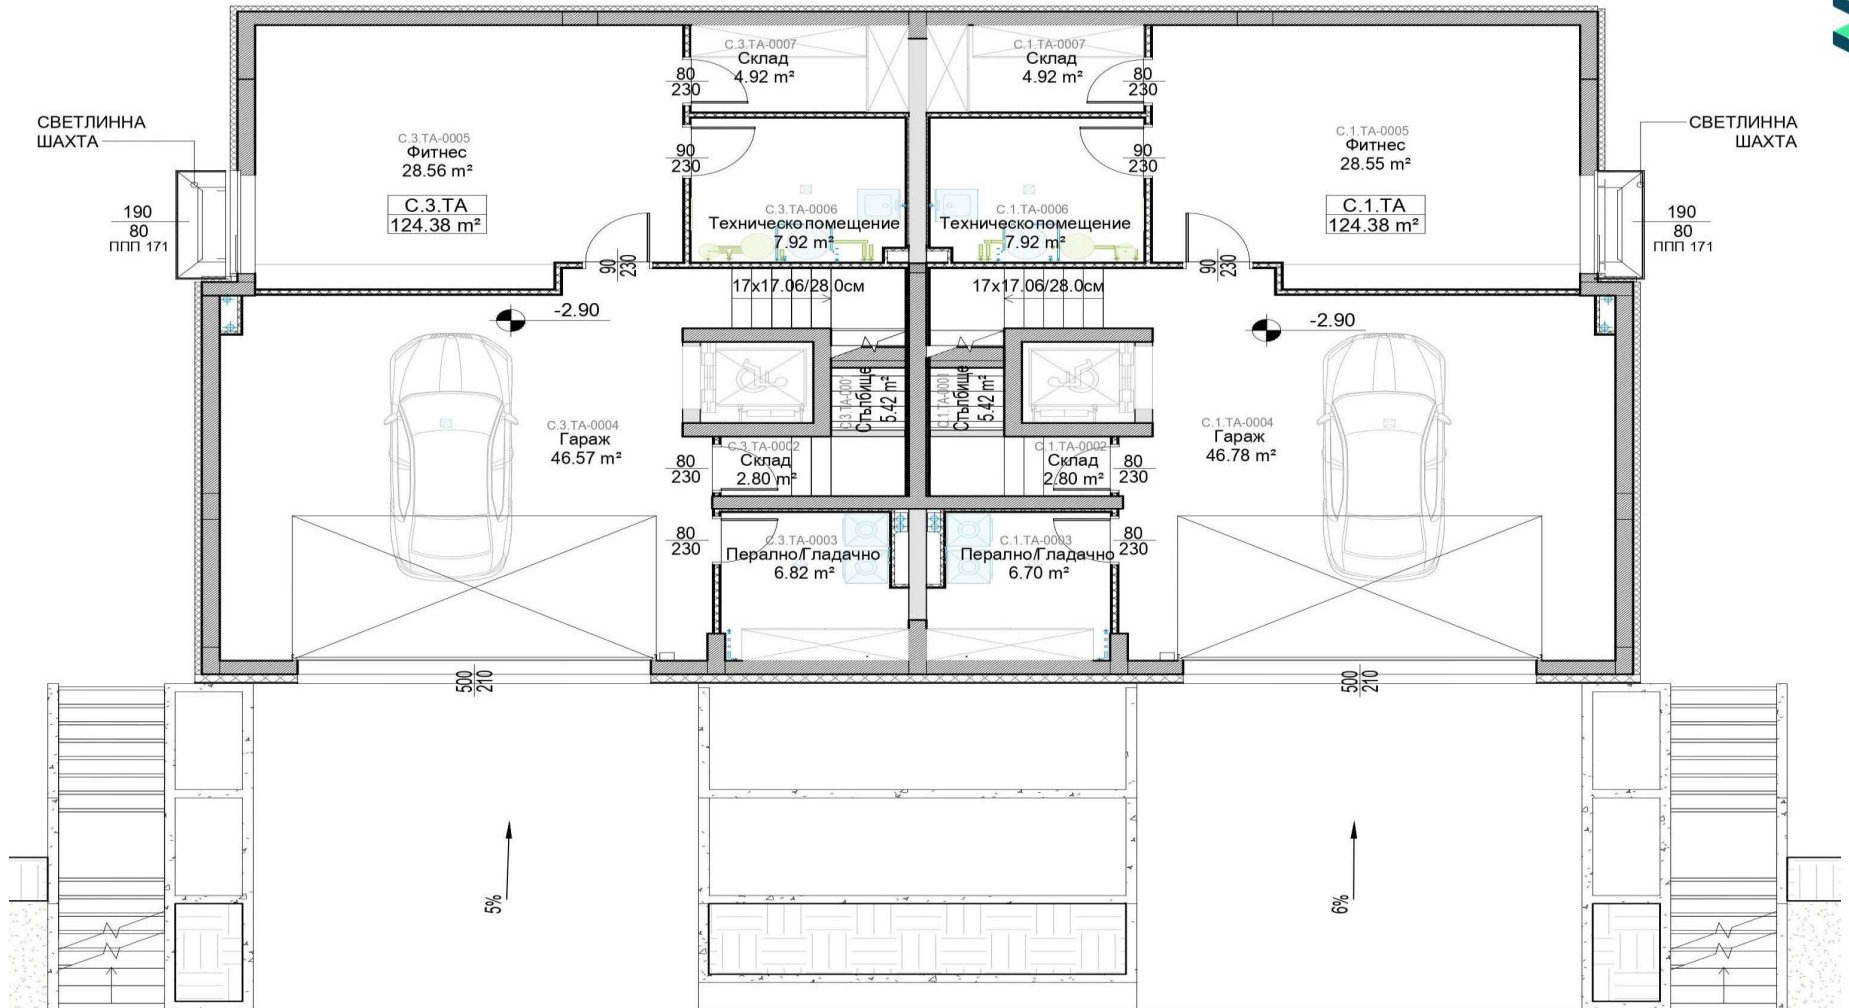 С.3.ТА-0007
Склад
4.92 m²
80
230
С.1.ТА-0007
Склад
4.92 m²
80
230
СВЕТЛИННА
ШАХТА
СВЕТЛИННА
ШАХТА
С.3.ТА-0005
Фитнес
28.56 m²
С.3.ТА
124.38 m²
90
230
90
230
С.1.ТА-0005
Фитнес
28.55 m²
С.1.ТА
124.38 m²
190
80
ППП 171
С.3.ТА-0006
Техническо помещение
7.92 m²
С.1.ТА-0006
Техническо помещение
7.92 m²
190
80
ППП 171
90
230
90
230
17x17.06/28.0см
17x17.06/28.0см
-2.90
-2.90
С.3.ТА-0001
Стълбище
5.42 m²
С.1.ТА-0001
Стълбище
5.42 m²
С.3.ТА-0004
Гараж
46.57 m²
С.1.ТА-0004
Гараж
46.78 m²
80
230
С.3.ТА-0002
Склад
2.80 m²
С.1.ТА-0002
Склад
2.80 m²
80
230
80
230
С.3.ТА-0003
Перално/Гладачно
6.82 m²
С.1.ТА-0003
Перално/Гладачно
6.70 m²
80
230
500
210
500
210
5%
6%